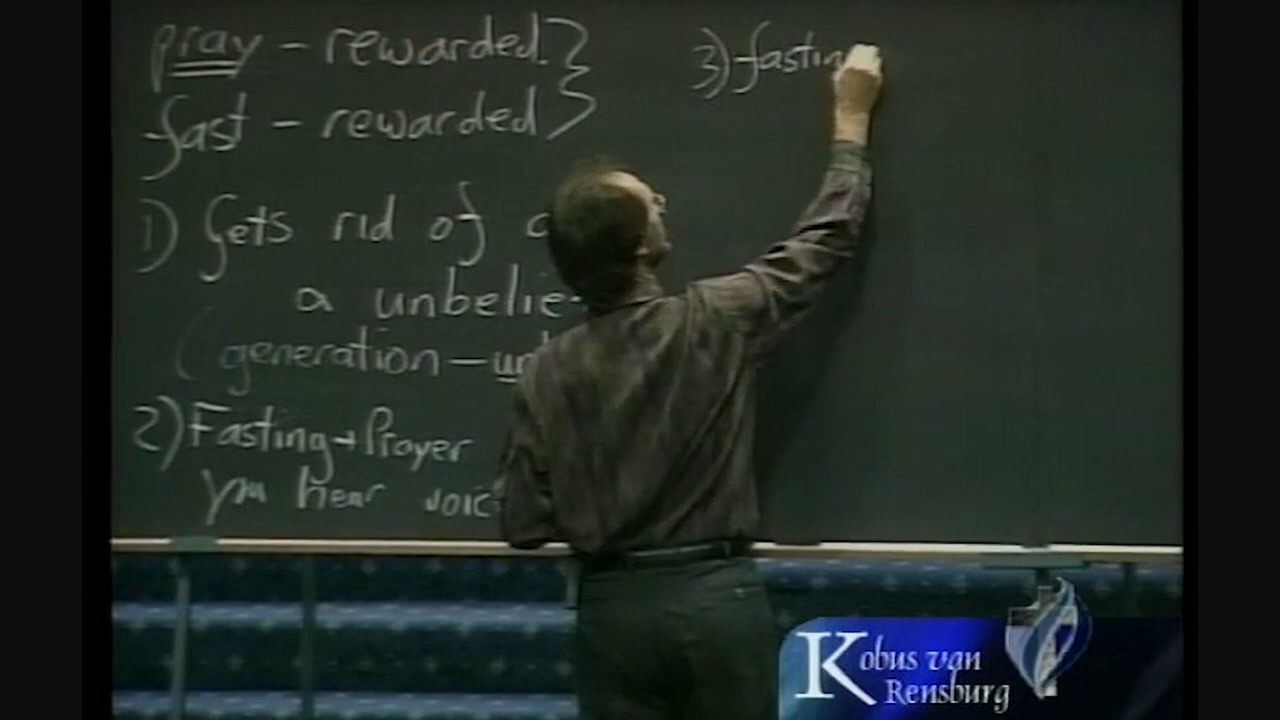 pray - rewarded.
fast - rewarded
1) Gets rid of
a unbelie
(generation - un
2) Fasting + Prayer
you hear voic
3) fastin
Kobus van
Rensburg